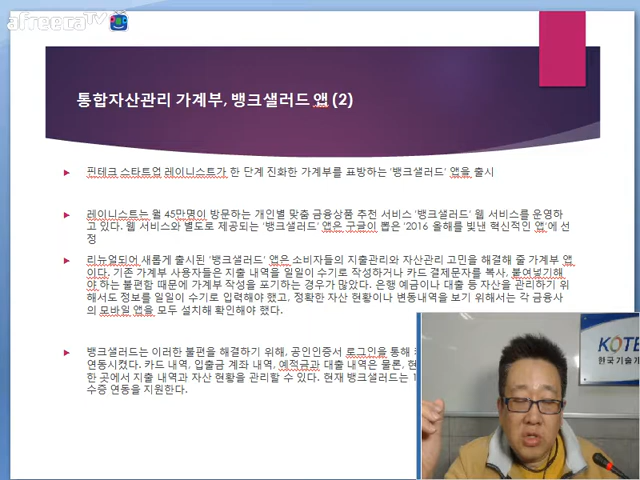 afreecaTV
통합자산관리 가계부, 뱅크샐러드 앱 (2)
핀테크 스타트업 레이니스트가 한 단계 진화한 가계부를 표방하는 '뱅크샐러드' 앱을 출시
레이니스트는 월 45만명이 방문하는 개인별 맞춤 금융상품 추천 서비스 '뱅크샐러드' 웹 서비스를 운영하
고 있다. 웹 서비스와 별도로 제공되는 '뱅크샐러드' 앱은 구글이 뽑은 '2016 올해를 빛낸 혁신적인 앱'에 선
정
리뉴얼되어 새롭게 출시된 '뱅크샐러드' 앱은 소비자들의 지출관리와 자산관리 고민을 해결해 줄 가계부 앱
이다. 기존 가계부 사용자들은 지출 내역을 일일이 수기로 작성하거나 카드 결제문자를 복사, 붙여넣기해
야 하는 불편함 때문에 가계부 작성을 포기하는 경우가 많았다. 은행 예금이나 대출 등 자산을 관리하기 위
해서도 정보를 일일이 수기로 입력해야 했고, 정확한 자산 현황이나 변동내역을 보기 위해서는 각 금융사
의 모바일 앱을 모두 설치해 확인해야 했다.
뱅크샐러드는 이러한 불편을 해결하기 위해, 공인인증서 로그인을 통해
연동시켰다. 카드 내역, 입출금 계좌 내역, 예적금과 대출 내역은 물론, 현
한 곳에서 지출 내역과 자산 현황을 관리할 수 있다. 현재 뱅크샐러드는 1
수증 연동을 지원한다.
KOTE
한국기술개